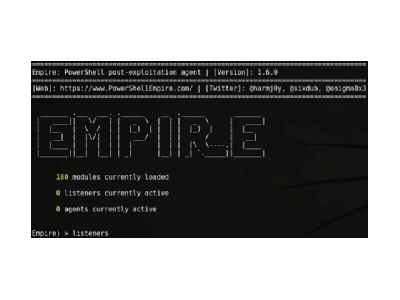 Empire: PowerShell post-exploitation agent | [Version]: 1.6.0
[Web]: https://www.PowerShellEmpire.com/ | [Twitter]: @harmj0y, @sixdub, @enigma0x3
EMPIRE
180 modules currently loaded
0 listeners currently active
0 agents currently active
Empire) > listeners